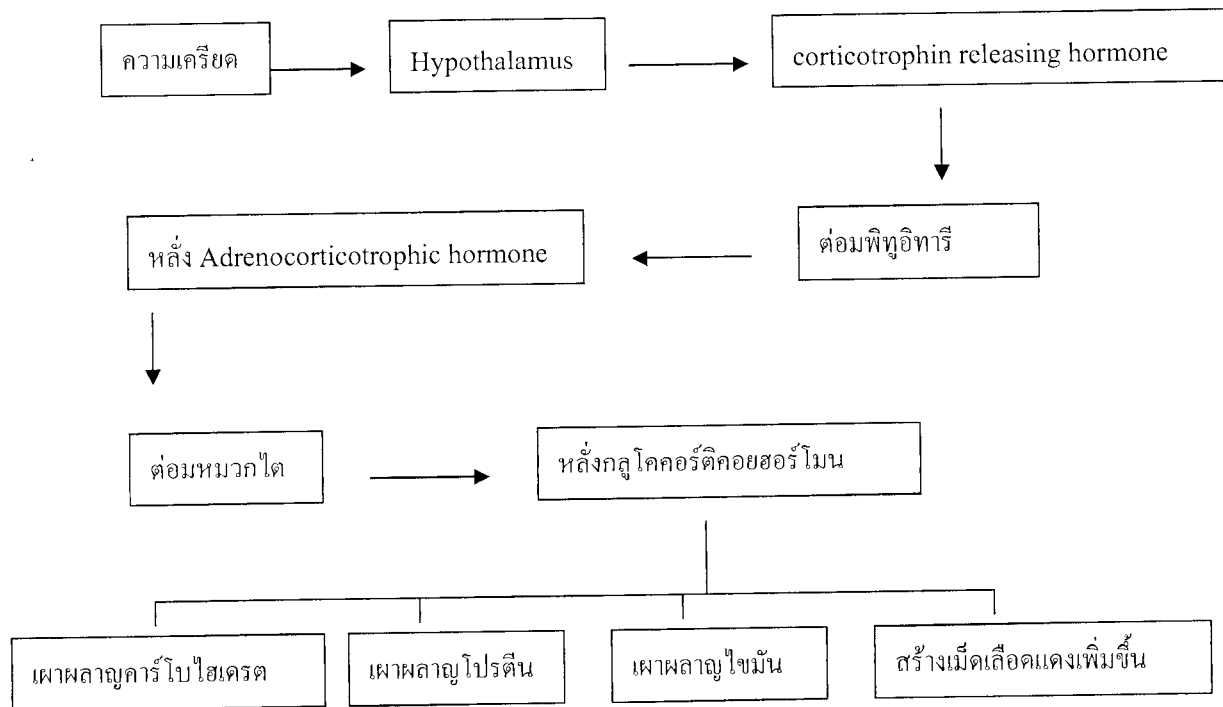 ความเครียด
Hypothalamus
corticotrophin releasing hormone
ต่อมพิทูอิทารี
หลั่ง Adrenocorticotrophic hormone
ต่อมหมวกไต
หลั่งกลูโคคอร์ติคอยฮอร์โมน
เผาผลาญคาร์โบไฮเดรต
เผาผลาญโปรตีน
เผาผลาญไขมัน
สร้างเม็ดเลือดแดงเพิ่มขึ้น